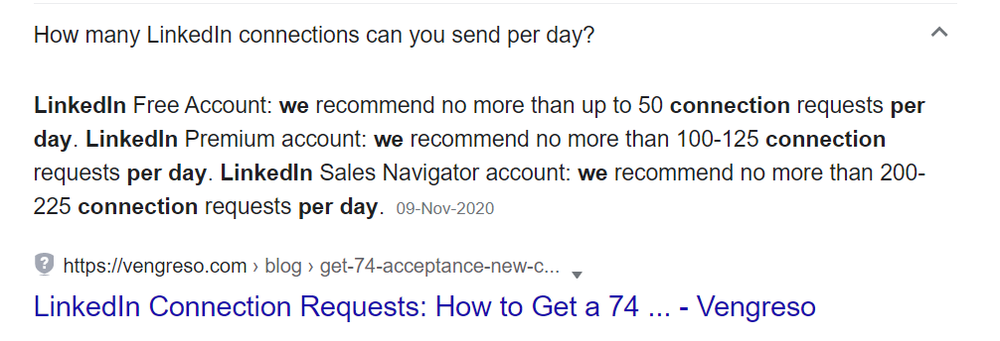 How many LinkedIn connections can you send per day?
LinkedIn Free Account: we recommend no more than up to 50 connection requests per
day. LinkedIn Premium account: we recommend no more than 100-125 connection
requests per day. LinkedIn Sales Navigator account: we recommend no more than 200-
225 connection requests per day. 09-Nov-2020
https://vengreso.com › blog › get-74-acceptance-new-c...
LinkedIn Connection Requests: How to Get a 74 ... - Vengreso